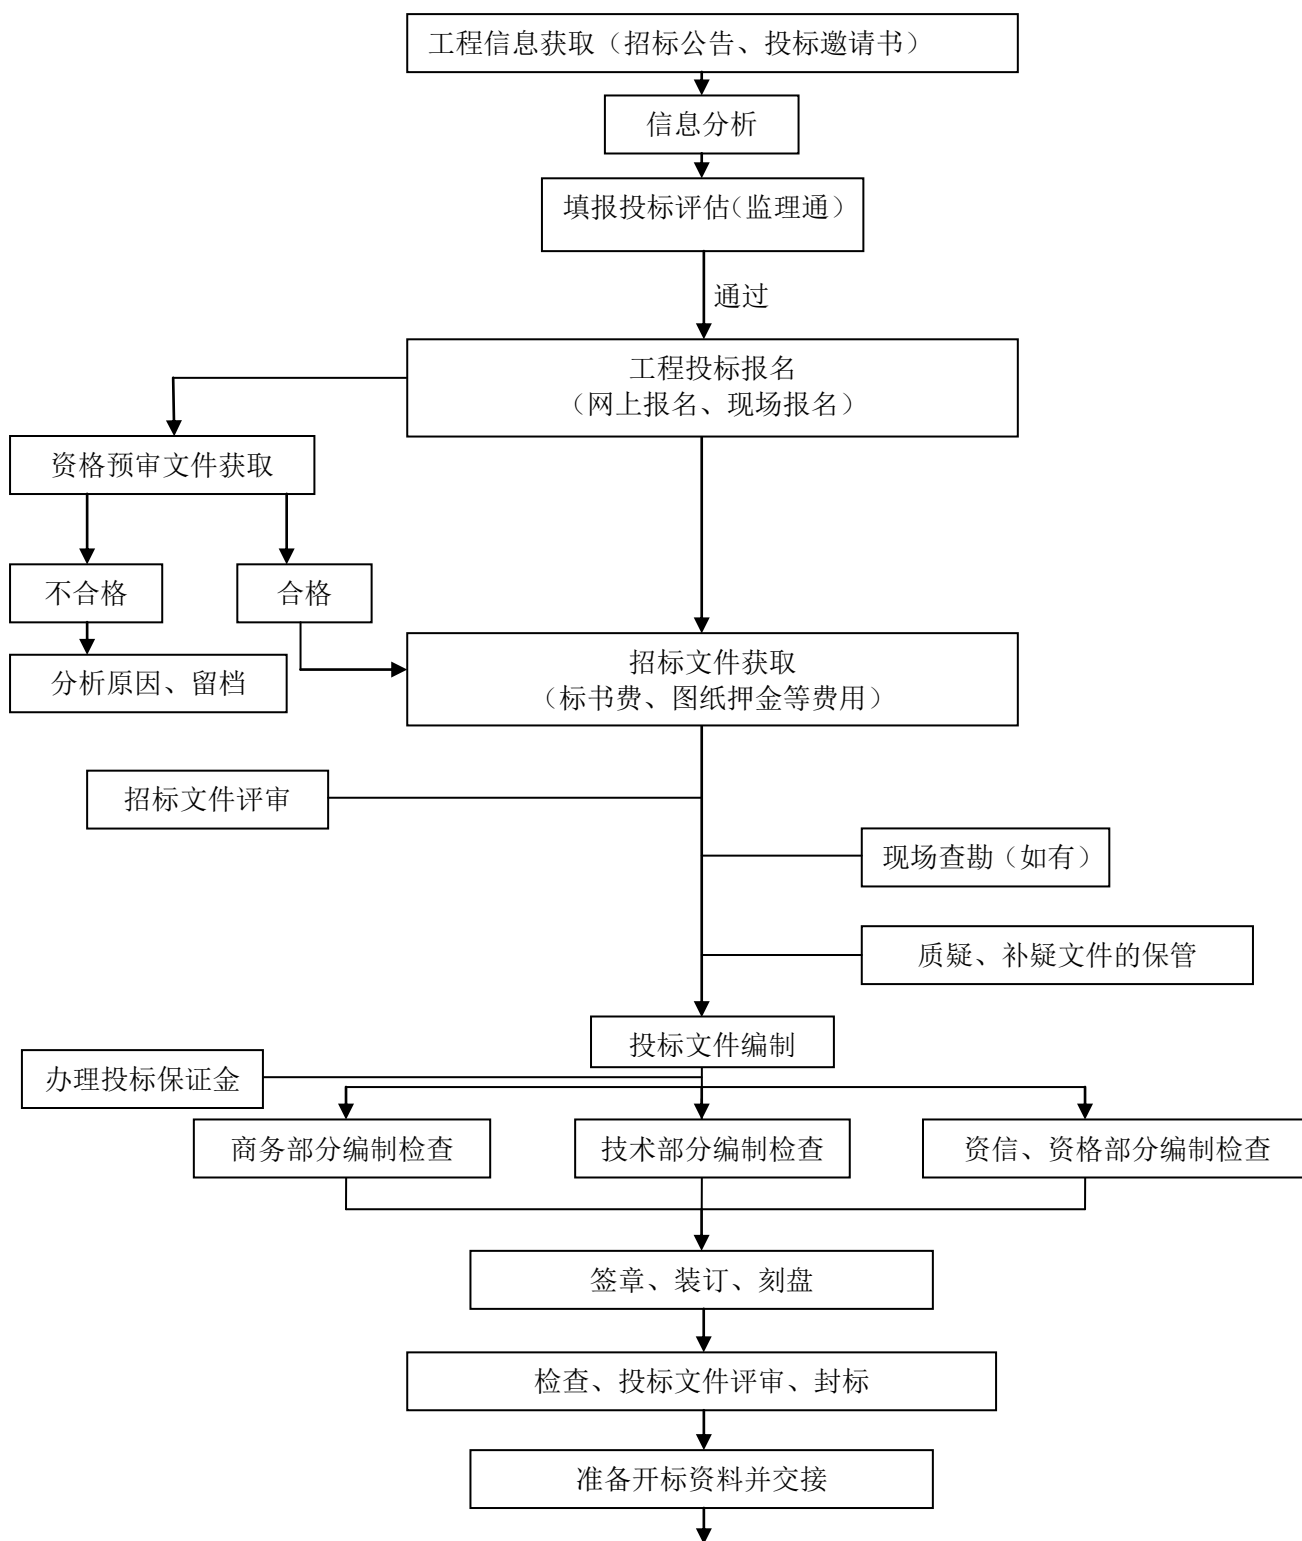 工程信息获取（招标公告、投标邀请书）
信息分析
填报投标评估（监理通）
通过
工程投标报名
（网上报名、现场报名）
资格预审文件获取
不合格
合格
分析原因、留档
招标文件获取
（标书费、图纸押金等费用）
招标文件评审
现场查勘（如有）
质疑、补疑文件的保管
投标文件编制
办理投标保证金
商务部分编制检查
技术部分编制检查
资信、资格部分编制检查
签章、装订、刻盘
检查、投标文件评审、封标
准备开标资料并交接